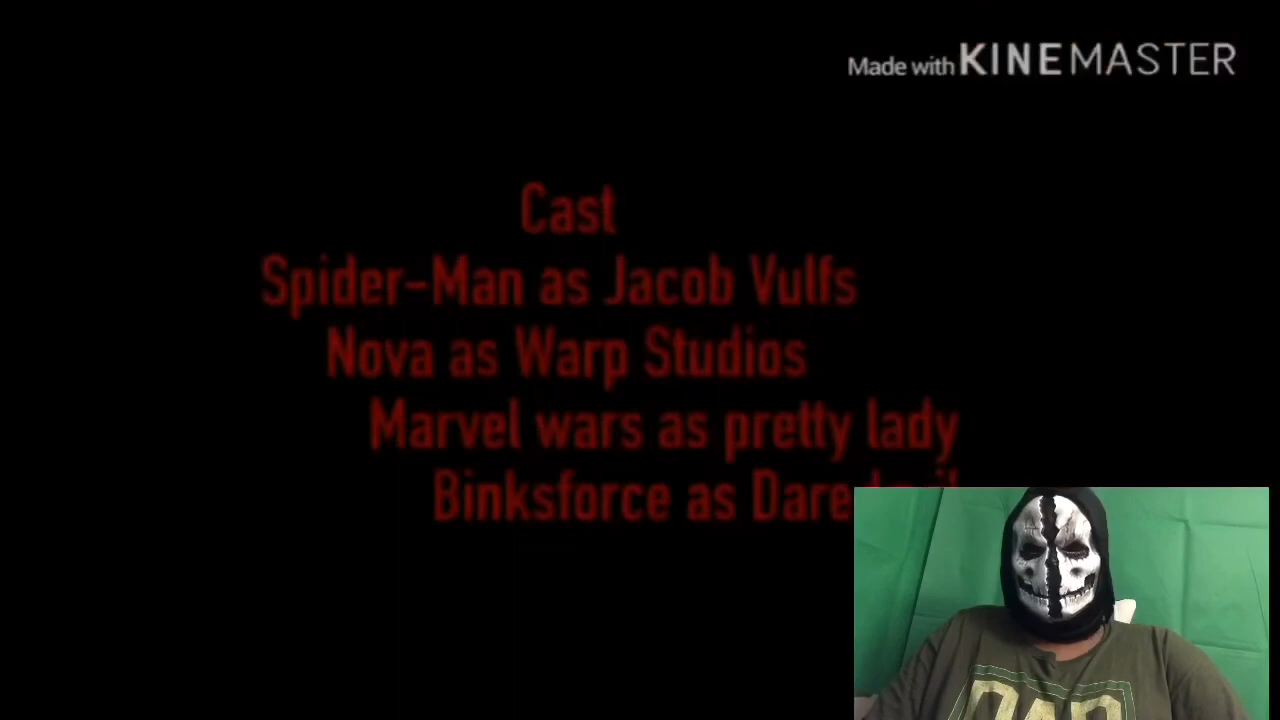 Made with KINEMASTER
Cast
Spider-Man as Jacob Vulfs
Nova as Warp Studios
Marvel wars as pretty lady
Binksforce as
DAD